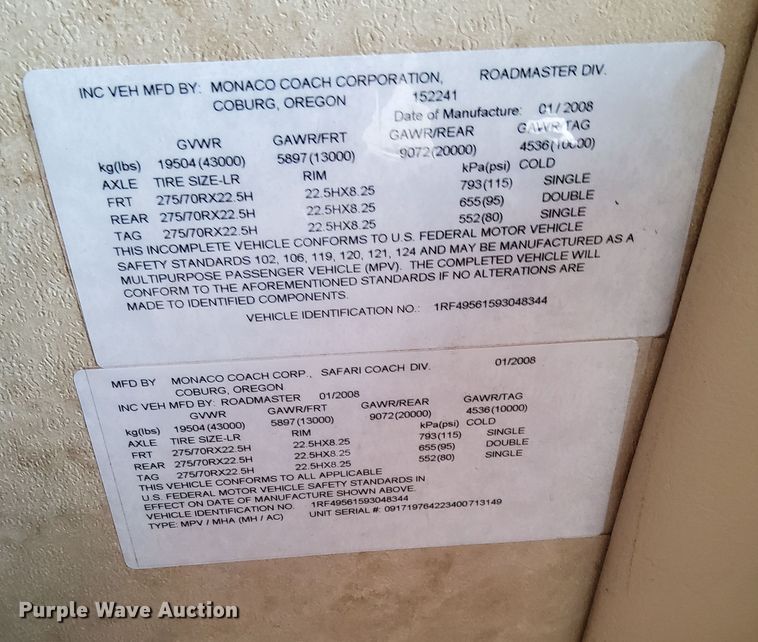 INC VEH MFD BY: MONACO COACH CORPORATION, ROADMASTER DIV.
COBURG, OREGON 152241
Date of Manufacture: 01/2008
GVWR GAWR/FRT GAWR/REAR GAWR/TAG
kg(lbs) 19504(43000) 5897(13000) 9072(20000) 4536(10000)
AXLE TIRE SIZE-LR RIM kPa(psi) COLD
FRT 275/70RX22.5H 22.5HX8.25 793(115) SINGLE
REAR 275/70RX22.5H 22.5HX8.25 655(95) DOUBLE
TAG 275/70RX22.5H 22.5HX8.25 552(80) SINGLE
THIS INCOMPLETE VEHICLE CONFORMS TO U.S. FEDERAL MOTOR VEHICLE
SAFETY STANDARDS 102, 106, 119, 120, 121, 124 AND MAY BE MANUFACTURED AS A
MULTIPURPOSE PASSENGER VEHICLE (MPV). THE COMPLETED VEHICLE WILL
CONFORM TO THE AFOREMENTIONED STANDARDS IF NO ALTERATIONS ARE
MADE TO IDENTIFIED COMPONENTS.
VEHICLE IDENTIFICATION NO.: 1RF49561593048344
MFD BY MONACO COACH CORP., SAFARI COACH DIV. 01/2008
COBURG, OREGON
INC VEH MFD BY: ROADMASTER 01/2008
GVWR GAWR/FRT GAWR/REAR GAWR/TAG
kg(lbs) 19504(43000) 5897(13000) 9072(20000) 4536(10000)
AXLE TIRE SIZE-LR RIM kPa(psi) COLD
FRT 275/70RX22.5H 22.5HX8.25 793(115) SINGLE
REAR 275/70RX22.5H 22.5HX8.25 655(95) DOUBLE
TAG 275/70RX22.5H 22.5HX8.25 552(80) SINGLE
THIS VEHICLE CONFORMS TO ALL APPLICABLE
U.S. FEDERAL MOTOR VEHICLE SAFETY STANDARDS IN
EFFECT ON DATE OF MANUFACTURE SHOWN ABOVE.
VEHICLE IDENTIFICATION NO. 1RF49561593048344
TYPE: MPV / MHA (MH / AC) UNIT SERIAL #: 091719764223400713149
Purple Wave Auction